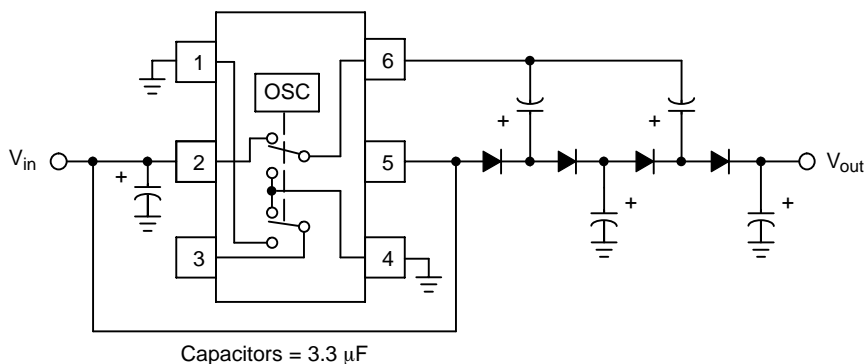 1
6
OSC
V_in
2
5
V_out
+
+
+
+
+
3
4
Capacitors = 3.3 μF